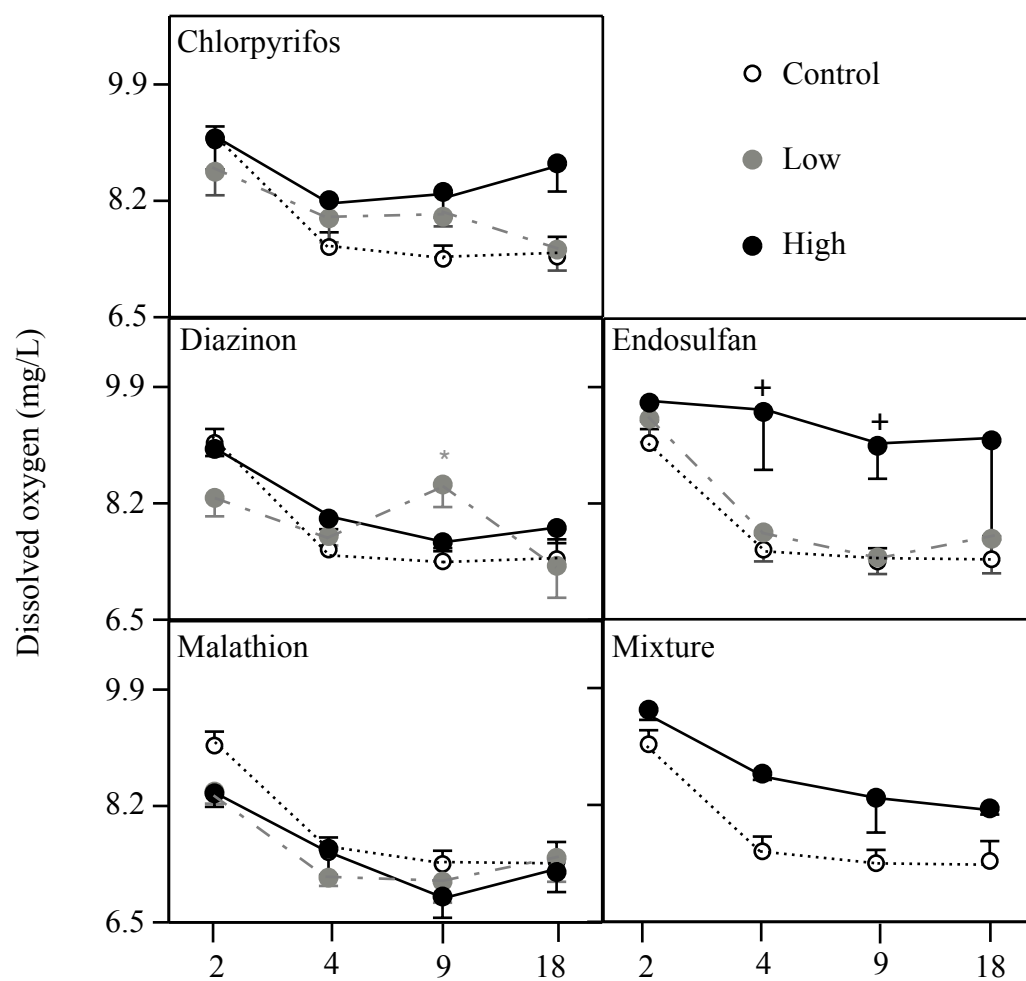 Chlorpyrifos
Control
Low
High
9.9
8.2
6.5
Dissolved oxygen (mg/L)
Diazinon
*
9.9
8.2
6.5
Endosulfan
+
+
Malathion
9.9
8.2
6.5
Mixture
2 4 9 18
2 4 9 18